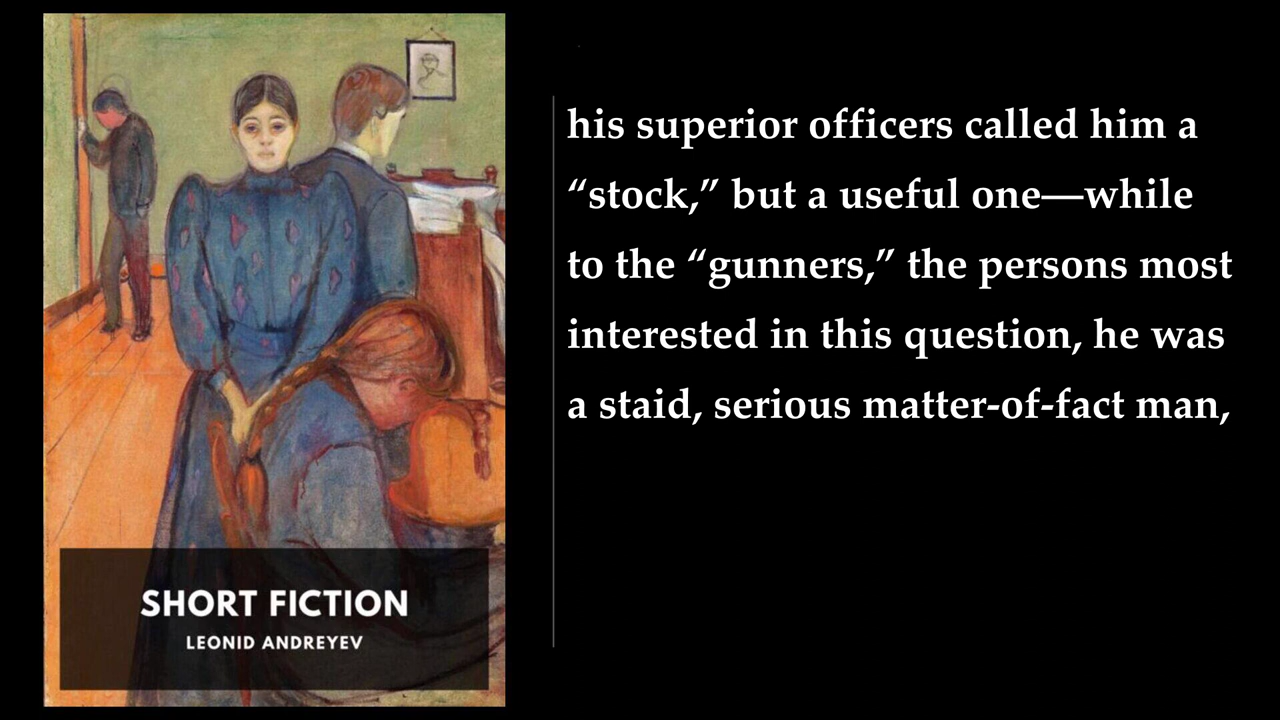 his superior officers called him a
“stock,” but a useful one—while
to the “gunners,” the persons most
interested in this question, he was
a staid, serious matter-of-fact man,
SHORT FICTION
LEONID ANDREYEV